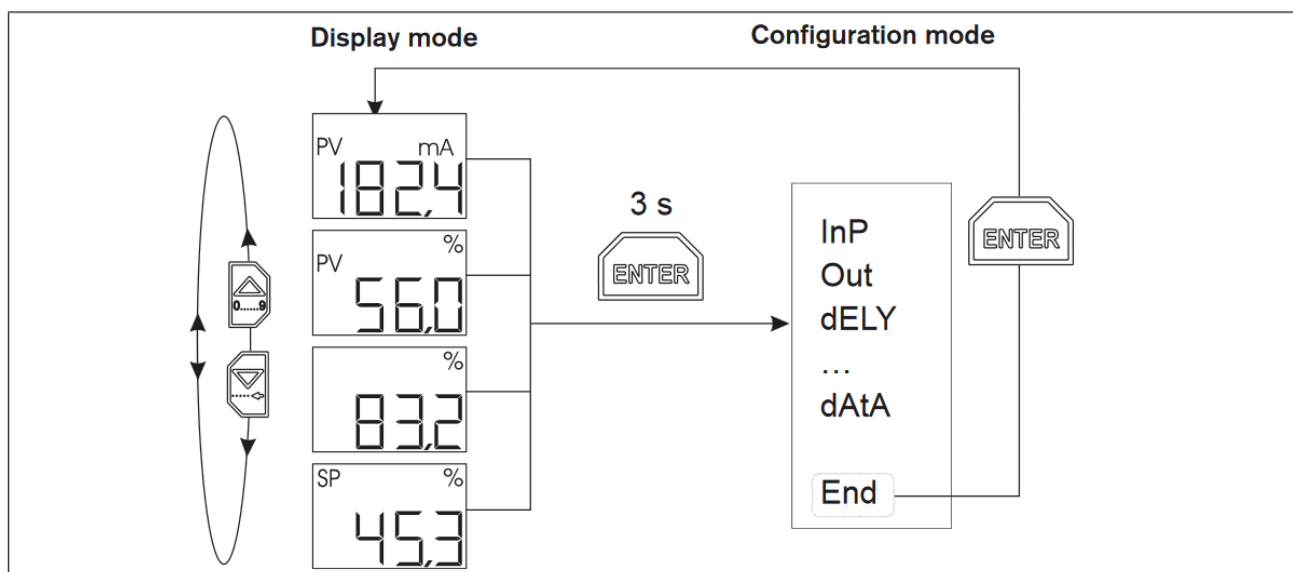 Display mode
Configuration mode
PV mA
182,4
%
PV
56,0
%
83,2
SP %
45,3
0.....9
3 s
ENTER
InP
Out
dELY
...
dAtA
End
ENTER